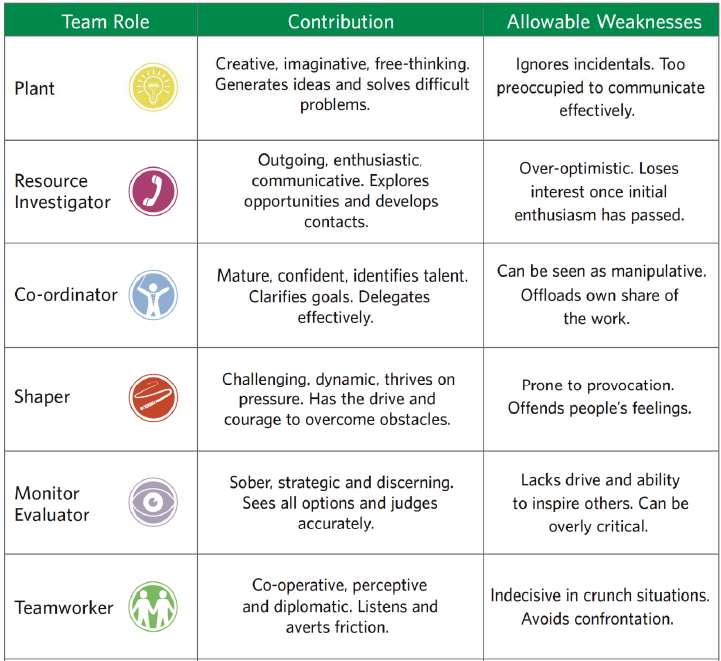 Team Role
Contribution
Allowable Weaknesses
Plant
Creative, imaginative, free-thinking.
Generates ideas and solves difficult
problems.
Ignores incidentals. Too
preoccupied to communicate
effectively.
Resource
Investigator
Outgoing, enthusiastic,
communicative. Explores
opportunities and develops
contacts.
Over-optimistic. Loses
interest once initial
enthusiasm has passed.
Co-ordinator
Mature, confident, identifies talent.
Clarifies goals. Delegates
effectively.
Can be seen as manipulative.
Offloads own share of
the work.
Shaper
Challenging, dynamic, thrives on
pressure. Has the drive and
courage to overcome obstacles.
Prone to provocation.
Offends people's feelings.
Monitor
Evaluator
Sober, strategic and discerning.
Sees all options and judges
accurately.
Lacks drive and ability
to inspire others. Can be
overly critical.
Teamworker
Co-operative, perceptive
and diplomatic. Listens and
averts friction.
Indecisive in crunch situations.
Avoids confrontation.